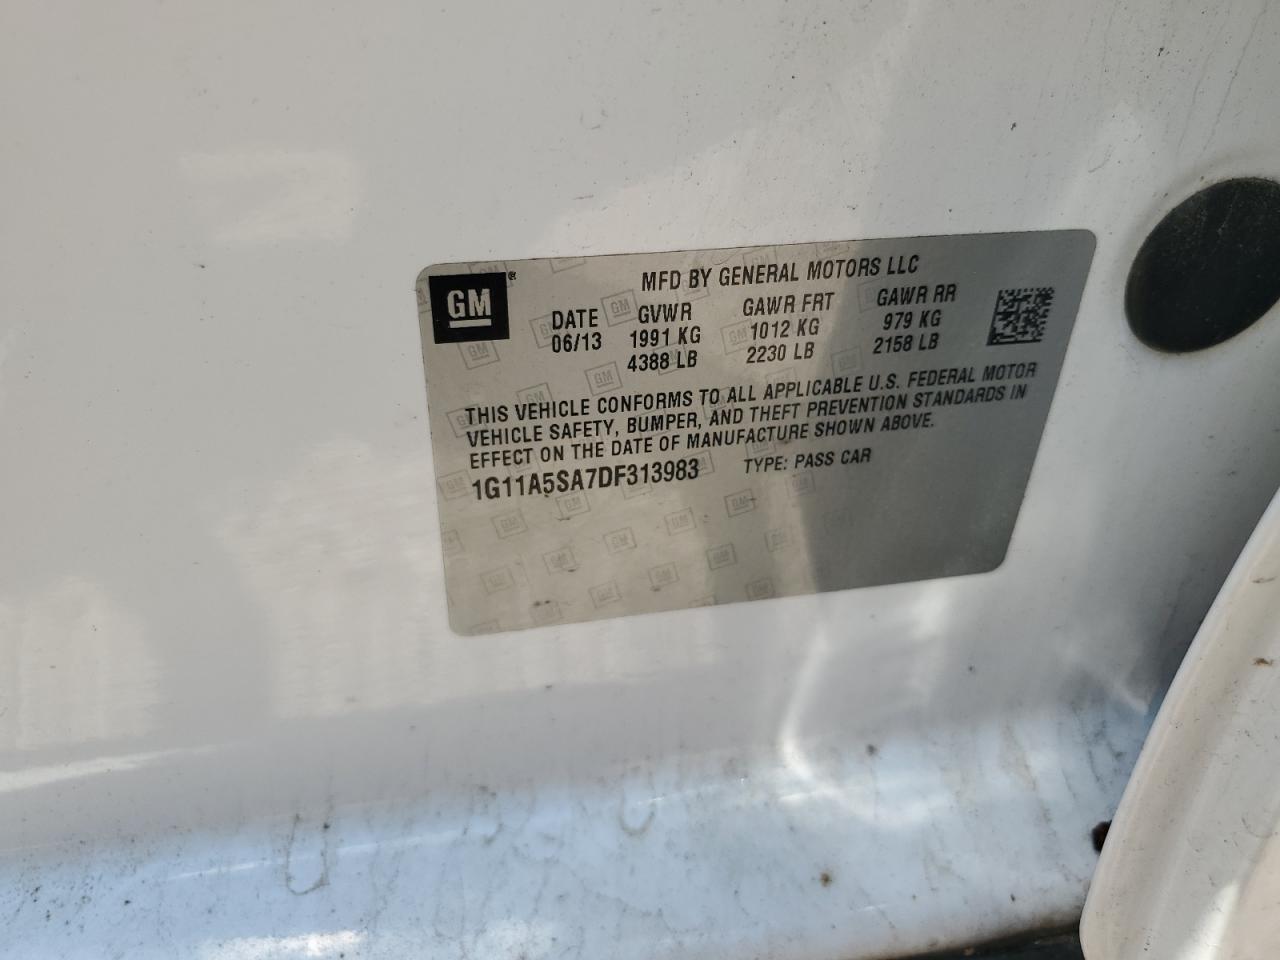 GM®
MFD BY GENERAL MOTORS LLC
DATE GVWR GAWR FRT GAWR RR
06/13 1991 KG 1012 KG 979 KG
4388 LB 2230 LB 2158 LB
THIS VEHICLE CONFORMS TO ALL APPLICABLE U.S. FEDERAL MOTOR
VEHICLE SAFETY, BUMPER, AND THEFT PREVENTION STANDARDS IN
EFFECT ON THE DATE OF MANUFACTURE SHOWN ABOVE.
1G11A5SA7DF313983 TYPE: PASS CAR